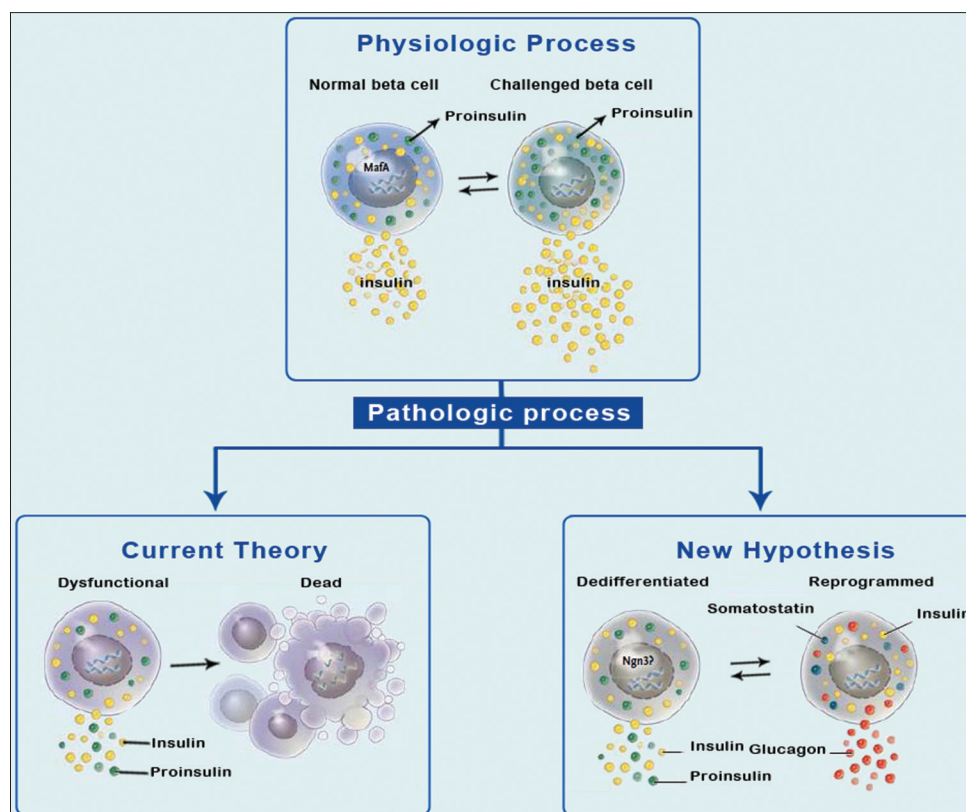 Physiologic Process
Normal beta cell
Challenged beta cell
Proinsulin
Proinsulin
MafA
insulin
insulin
Pathologic process
Current Theory
Dysfunctional
Dead
Insulin
Proinsulin
New Hypothesis
Dedifferentiated
Reprogrammed
Somatostatin
Insulin
Ngn3?
Insulin
Glucagon
Proinsulin